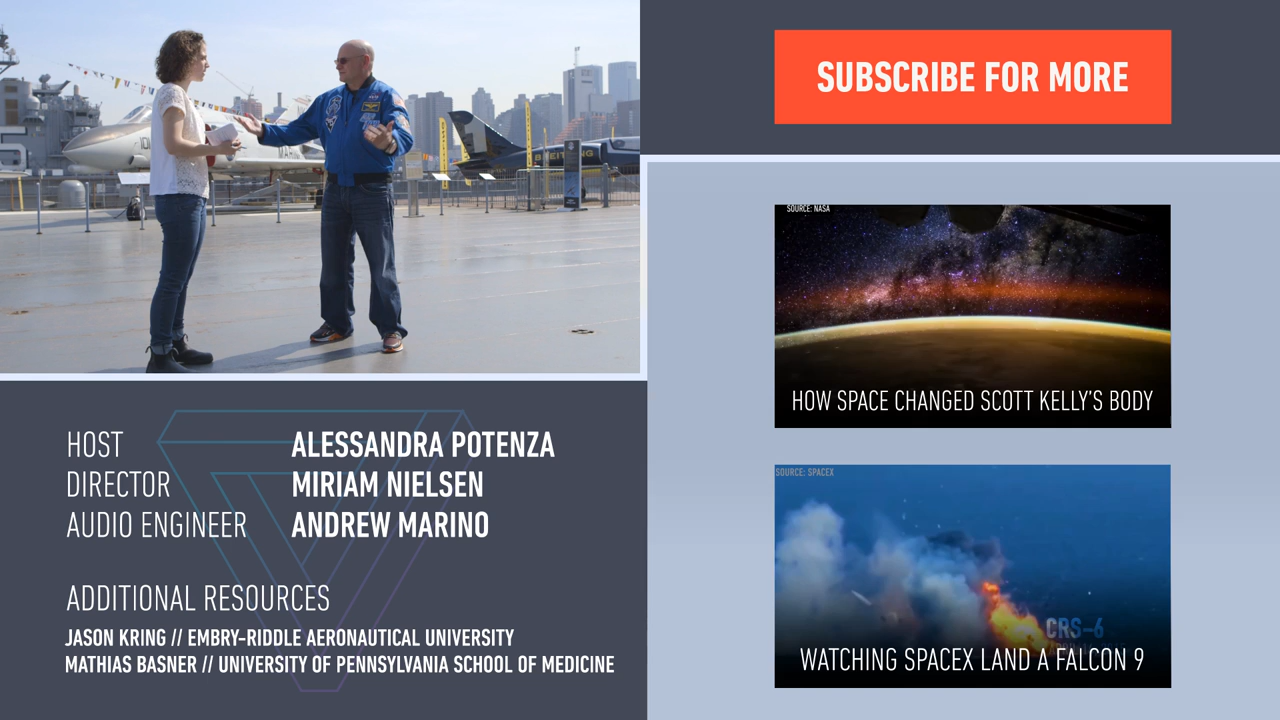 SUBSCRIBE FOR MORE
BREITLING
SOURCE: NASA
HOW SPACE CHANGED SCOTT KELLY'S BODY
HOST ALESSANDRA POTENZA
DIRECTOR MIRIAM NIELSEN
AUDIO ENGINEER ANDREW MARINO
ADDITIONAL RESOURCES
JASON KRING // EMBRY-RIDDLE AERONAUTICAL UNIVERSITY
MATHIAS BASNER // UNIVERSITY OF PENNSYLVANIA SCHOOL OF MEDICINE
SOURCE: SPACEX
CRS-6
WATCHING SPACEX LAND A FALCON 9